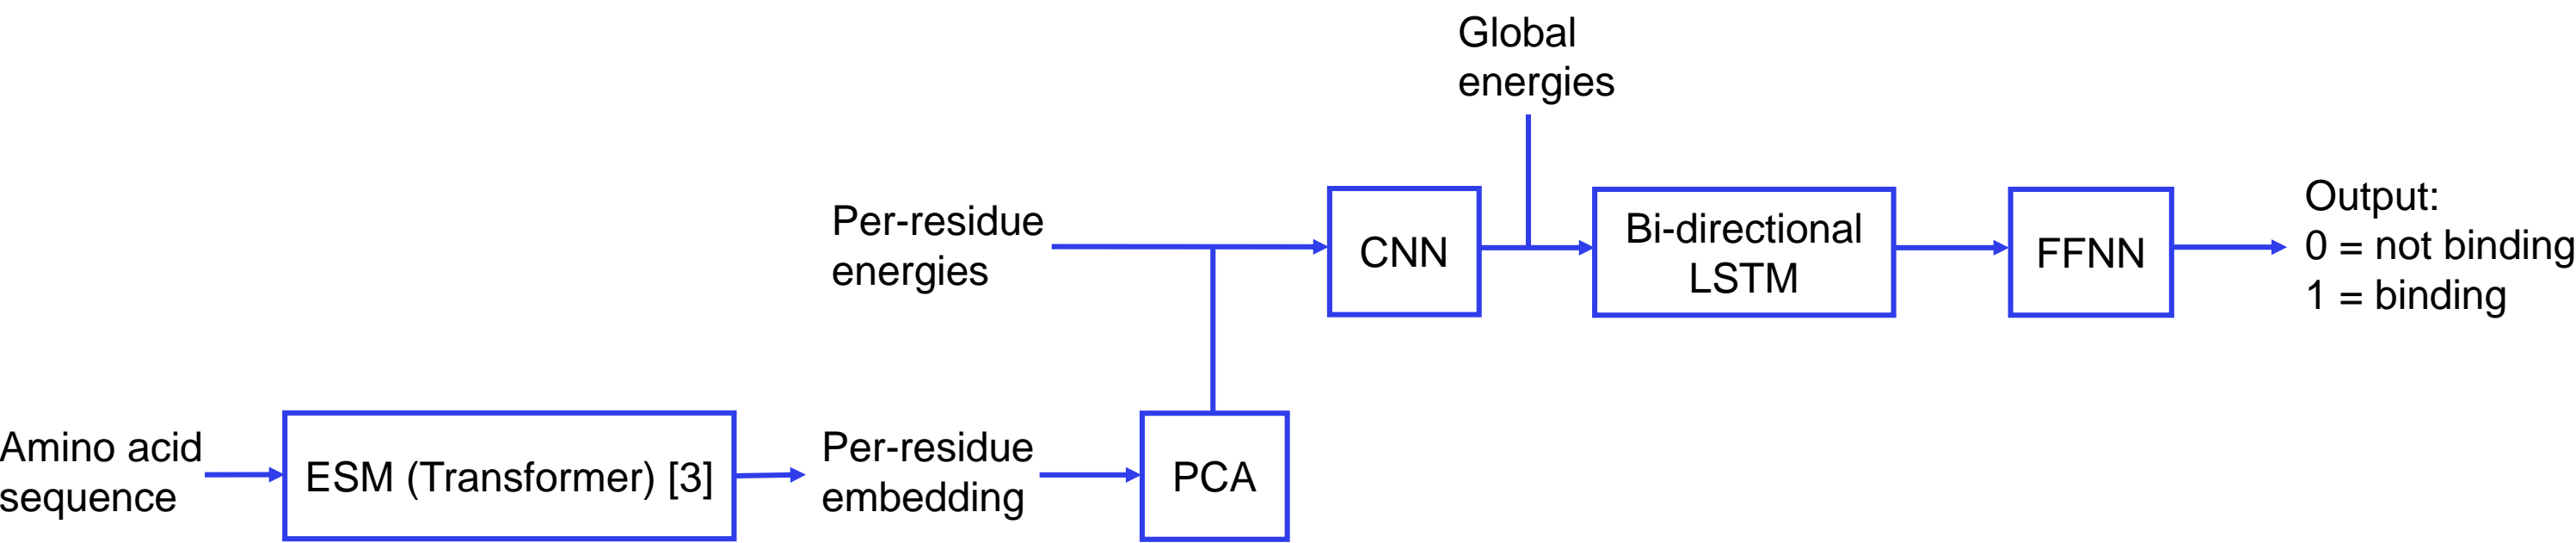 Global
energies
Per-residue
energies
CNN
Bi-directional
LSTM
FFNN
Output:
0 = not binding
1 = binding
Amino acid
sequence
ESM (Transformer) [3]
Per-residue
embedding
PCA